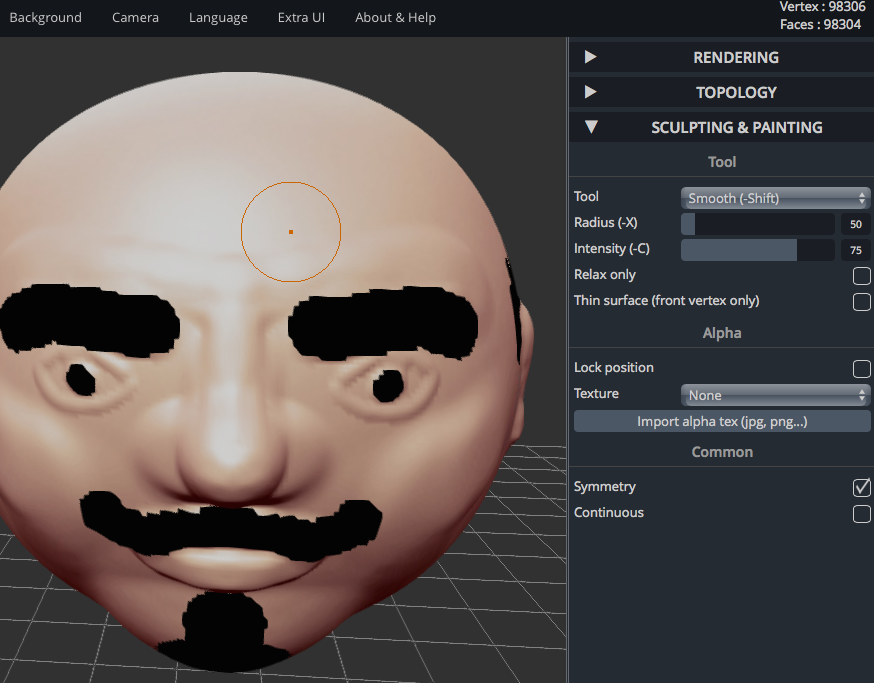 Background Camera Language Extra UI About & Help
Vertex : 98306
Faces : 98304
RENDERING
TOPOLOGY
SCULPTING & PAINTING
Tool
Tool Smooth (-Shift)
Radius (-X) 50
Intensity (-C) 75
Relax only
Thin surface (front vertex only)
Alpha
Lock position
Texture None
Import alpha tex (jpg, png...)
Common
Symmetry
Continuous